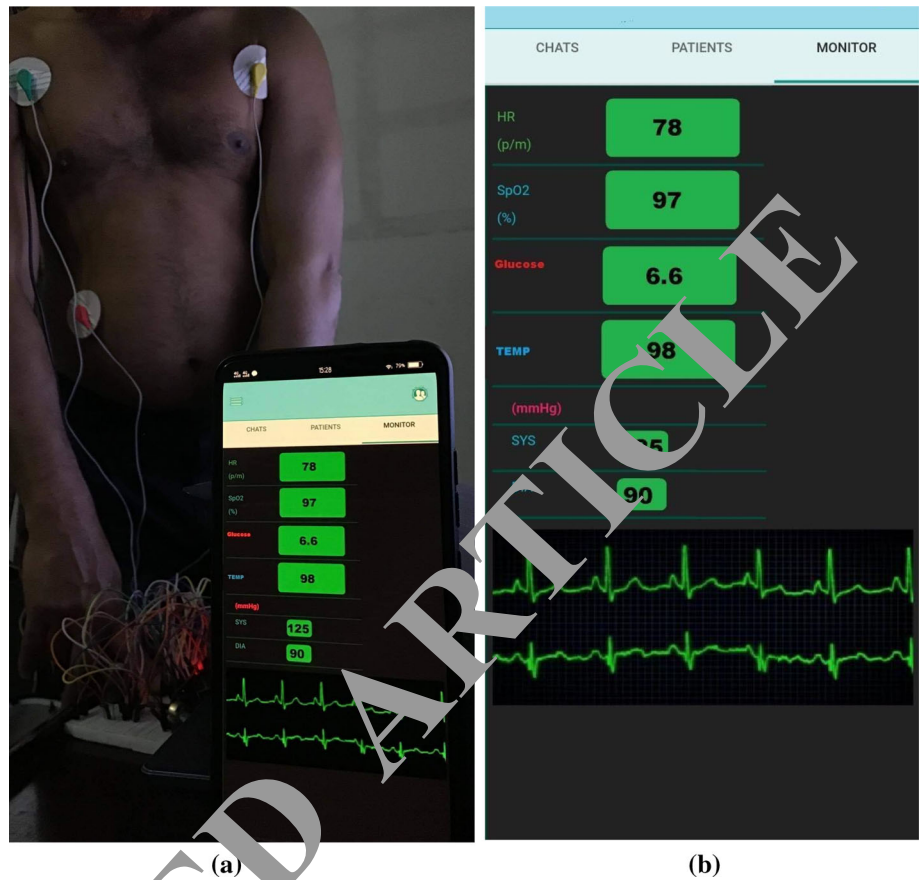 15:28
79%
CHATS PATIENTS MONITOR
HR
(p/m)
78
SpO2
(%)
97
Glucose
6.6
TEMP
98
(mmHg)
SYS
125
DIA
90
(a)
CHATS PATIENTS MONITOR
HR
(p/m)
78
SpO2
(%)
97
Glucose
6.6
TEMP
98
(mmHg)
SYS
90
(b)
ARTICLE